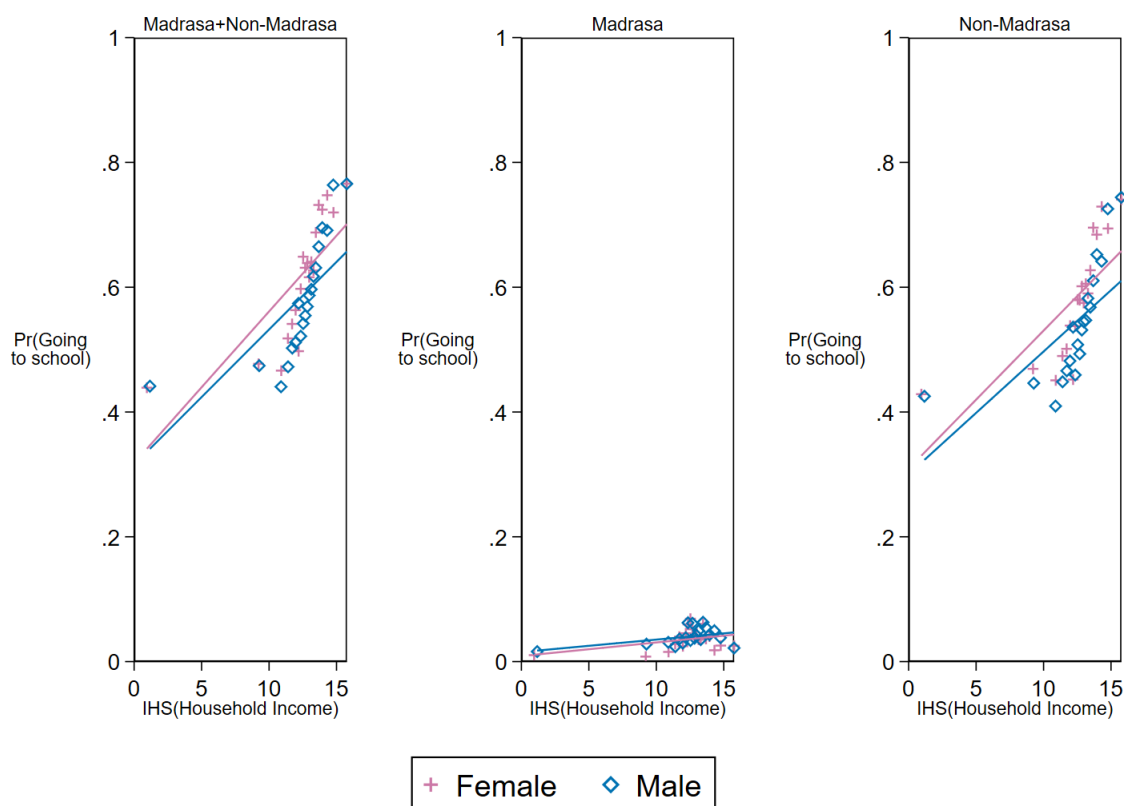 Madrasa+Non-Madrasa
1
.8
.6
Pr(Going
to school)
.4
.2
0
0 5 10 15
IHS(Household Income)
Madrasa
1
.8
.6
Pr(Going
to school)
.4
.2
0
0 5 10 15
IHS(Household Income)
Non-Madrasa
1
.8
.6
Pr(Going
to school)
.4
.2
0
0 5 10 15
IHS(Household Income)
Female Male